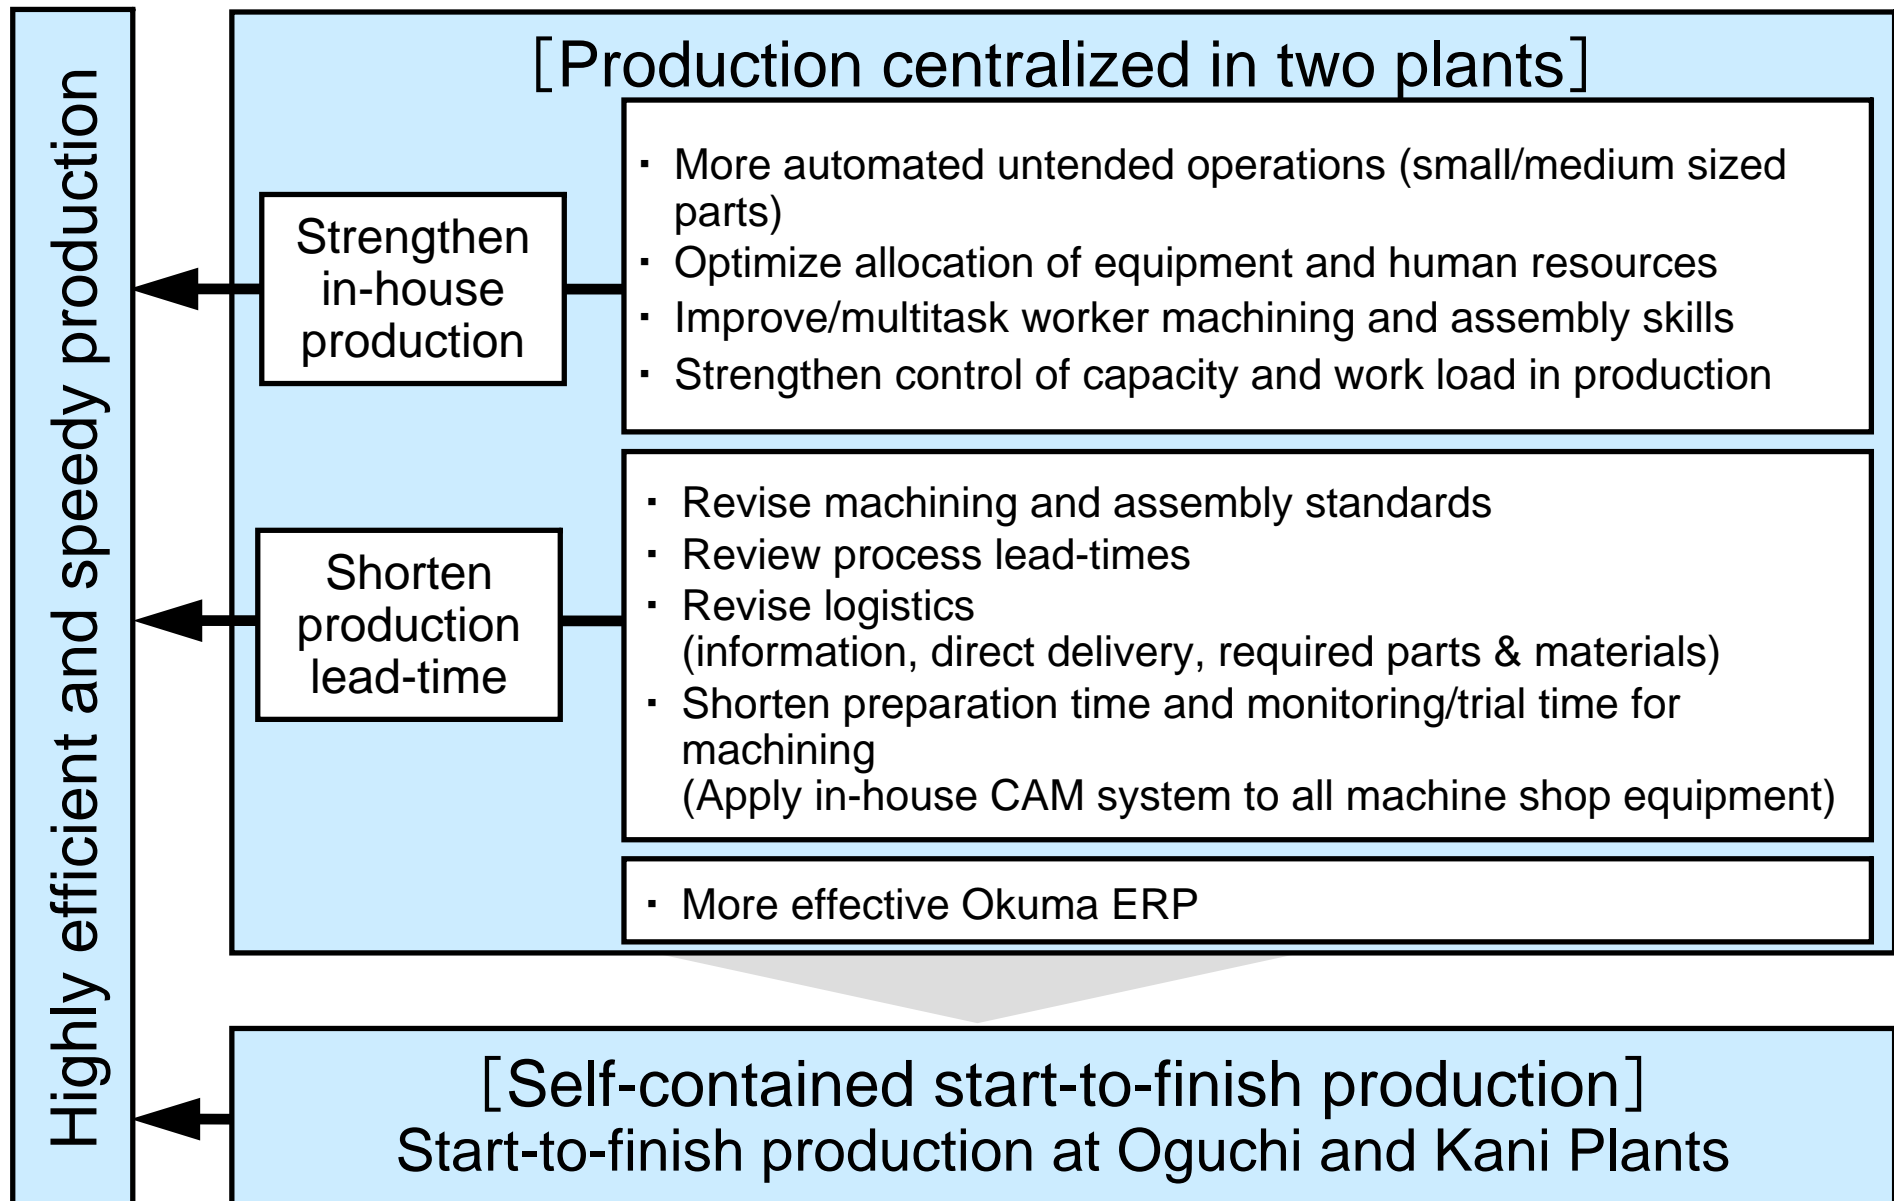 Highly efficient and speedy production
［Production centralized in two plants］
Strengthen
in-house
production
・ More automated untended operations (small/medium sized
parts)
・ Optimize allocation of equipment and human resources
・ Improve/multitask worker machining and assembly skills
・ Strengthen control of capacity and work load in production
Shorten
production
lead-time
・ Revise machining and assembly standards
・ Review process lead-times
・ Revise logistics
(information, direct delivery, required parts & materials)
・ Shorten preparation time and monitoring/trial time for
machining
(Apply in-house CAM system to all machine shop equipment)
・ More effective Okuma ERP
［Self-contained start-to-finish production］
Start-to-finish production at Oguchi and Kani Plants